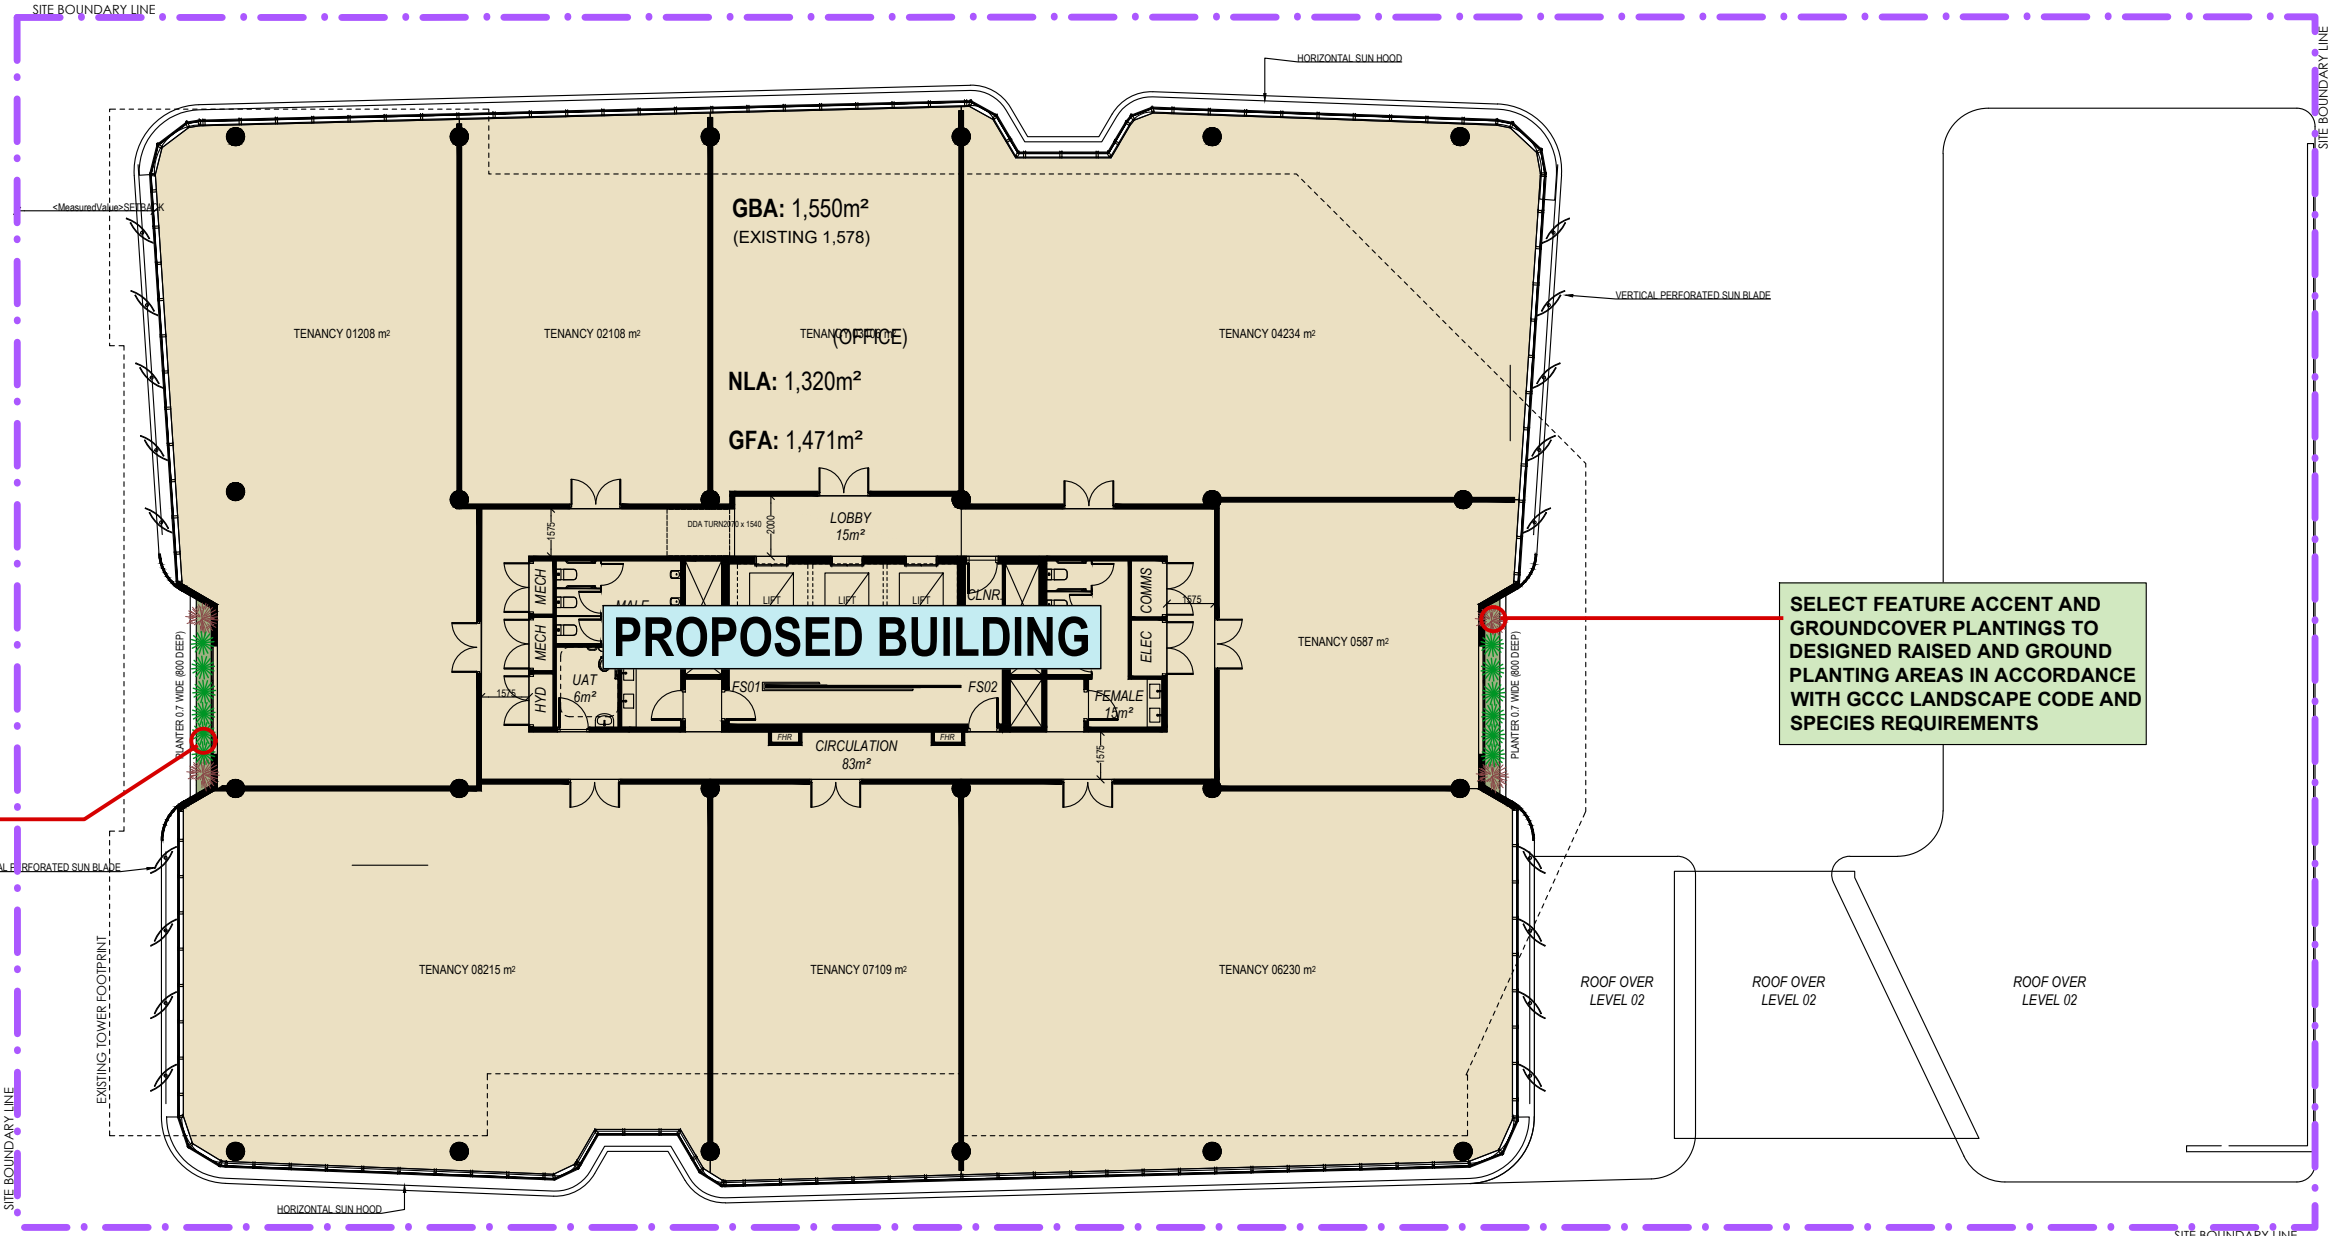 SITE BOUNDARY LINE
SITE BOUNDARY LINE
HORIZONTAL SUN HOOD
<MeasuredValue>SETBACK
GBA: 1,550m²
(EXISTING 1,578)
VERTICAL PERFORATED SUN BLADE
TENANCY 01208 m²
TENANCY 02108 m²
TENANCY
(OFFICE)
TENANCY 04234 m²
NLA: 1,320m²
GFA: 1,471m²
LOBBY
15m²
DDA TURN2070 x 1540
2000
1575
MECH
MECH
HYD
MALE
LIFT
LIFT
LIFT
CLNR.
COMMS
ELEC
1575
PROPOSED BUILDING
UAT
6m²
1575
FS01
FS02
FEMALE
15m²
FHR
FHR
CIRCULATION
83m²
1575
TENANCY 0587 m²
PLANTER 0.7 WIDE (800 DEEP)
PLANTER 0.7 WIDE (800 DEEP)
SELECT FEATURE ACCENT AND
GROUNDCOVER PLANTINGS TO
DESIGNED RAISED AND GROUND
PLANTING AREAS IN ACCORDANCE
WITH GCCC LANDSCAPE CODE AND
SPECIES REQUIREMENTS
AL PERFORATED SUN BLADE
EXISTING TOWER FOOTPRINT
TENANCY 08215 m²
TENANCY 07109 m²
TENANCY 06230 m²
ROOF OVER
LEVEL 02
ROOF OVER
LEVEL 02
ROOF OVER
LEVEL 02
SITE BOUNDARY LINE
HORIZONTAL SUN HOOD
SITE BOUNDARY LINE